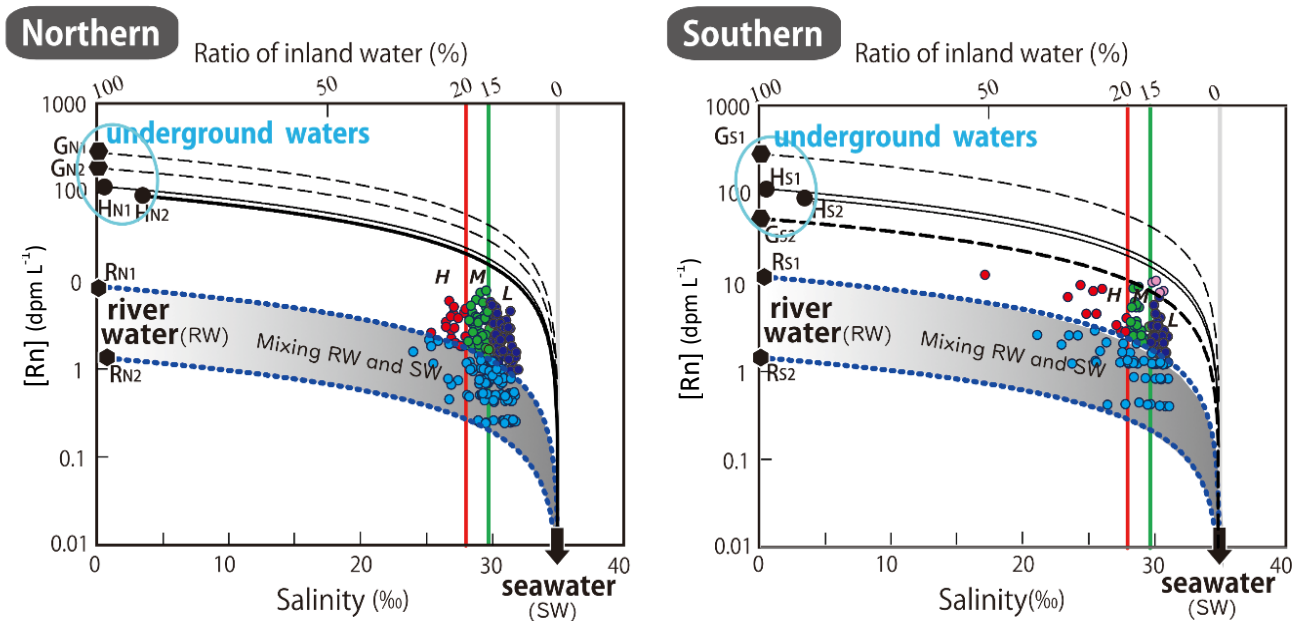 Northern
Ratio of inland water (%)
100 50 20 15 0
1000
underground waters
GN1
GN2
100
HN1 HN2
0
RN1
river
water(RW)
Mixing RW and SW
H M L
[Rn] (dpm L⁻¹)
RN2
1
0.1
0.01
0 10 20 30 40
Salinity (‰)
seawater
(SW)
Southern
Ratio of inland water (%)
100 50 20 15 0
1000
underground waters
GS1
100
HS1
HS2
GS2
RS1
10
river
water(RW)
Mixing RW and SW
H M L
[Rn] (dpm L⁻¹)
RS2
1
0.1
0.01
0 10 20 30 40
Salinity(‰)
seawater
(SW)